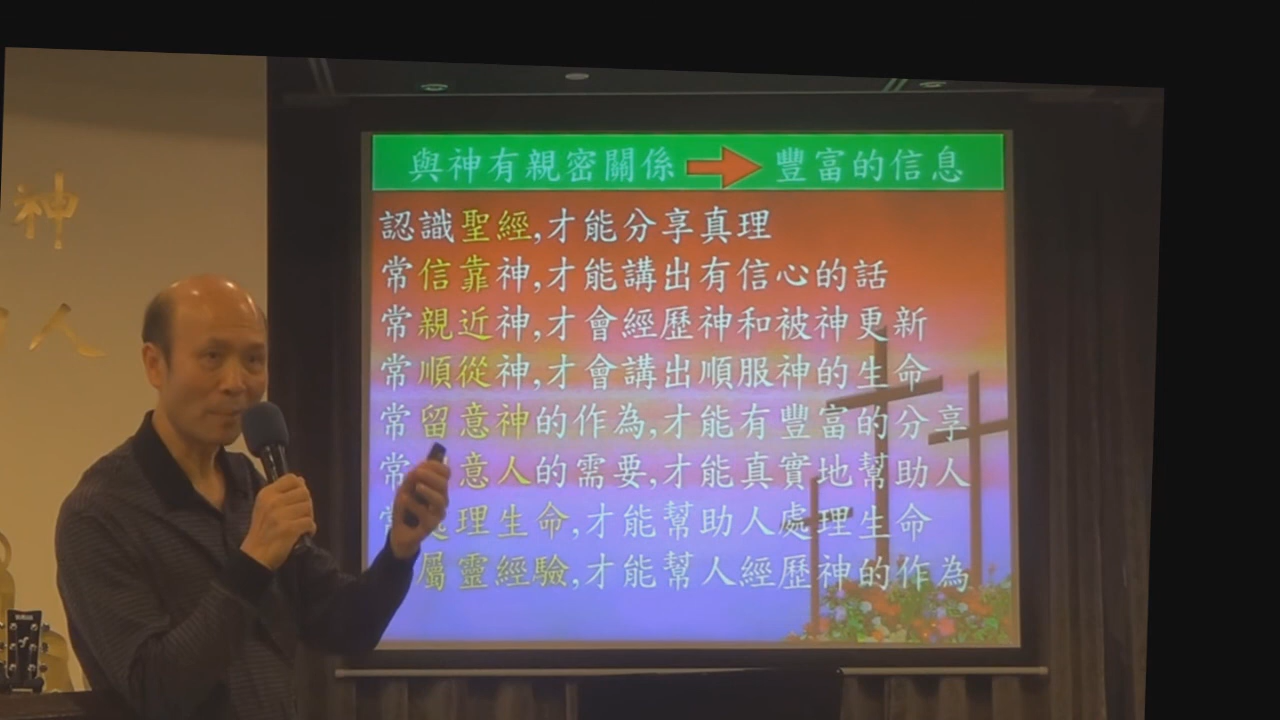 神
人
與神有親密關係 豐富的信息
認識聖經,才能分享真理
常信靠神,才能講出有信心的話
常親近神,才會經歷神和被神更新
常順從神,才會講出順服神的生命
常留意神的作為,才能有豐富的分享
常 意人的需要,才能真實地幫助人
處理生命,才能幫助人處理生命
屬靈經驗,才能幫人經歷神的作為